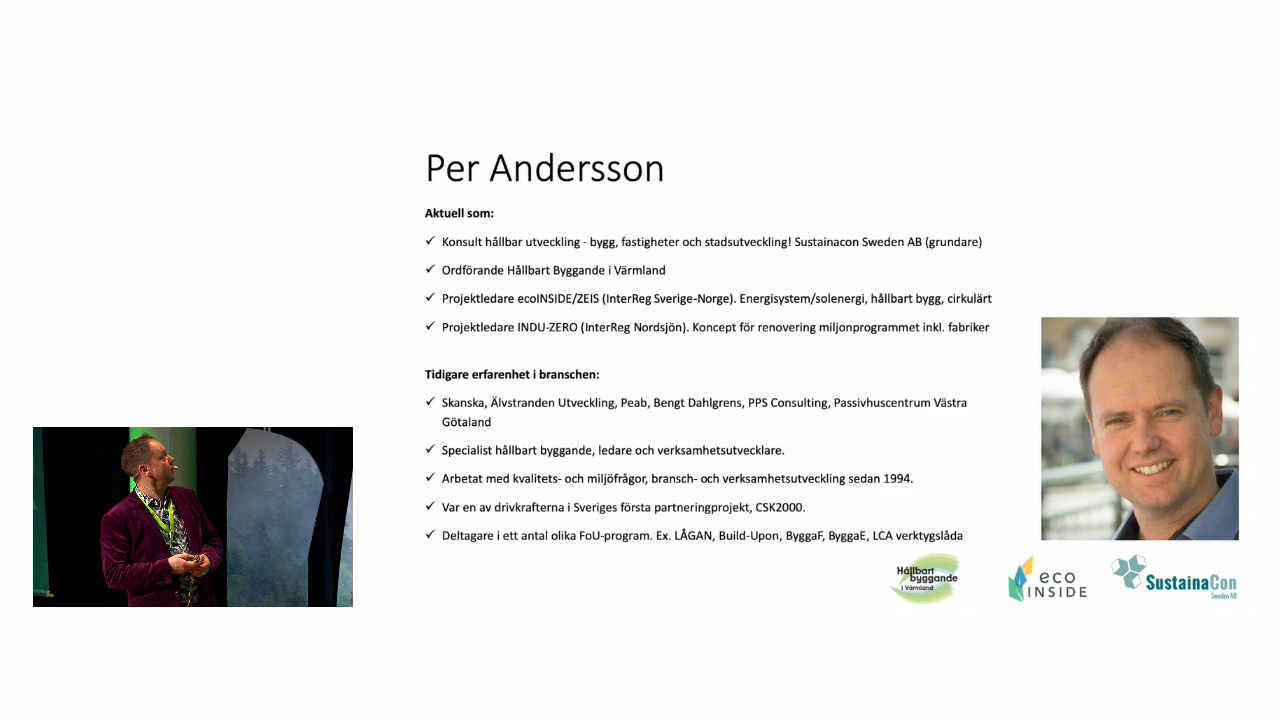 Per Andersson
Aktuell som:
✓ Konsult hållbar utveckling - bygg, fastigheter och stadsutveckling! Sustainacon Sweden AB (grundare)
✓ Ordförande Hållbart Byggande i Värmland
✓ Projektledare ecoINSIDE/ZEIS (InterReg Sverige-Norge). Energisystem/solenergi, hållbart bygg, cirkulärt
✓ Projektledare INDU-ZERO (InterReg Nordsjön). Koncept för renovering miljonprogrammet inkl. fabriker
Tidigare erfarenhet i branschen:
✓ Skanska, Älvstranden Utveckling, Peab, Bengt Dahlgrens, PPS Consulting, Passivhuscentrum Västra
Götaland
✓ Specialist hållbart byggande, ledare och verksamhetsutvecklare.
✓ Arbetat med kvalitets- och miljöfrågor, bransch- och verksamhetsutveckling sedan 1994.
✓ Var en av drivkrafterna i Sveriges första partneringprojekt, CSK2000.
✓ Deltagare i ett antal olika FoU-program. Ex. LÅGAN, Build-Upon, ByggaF, ByggaE, LCA verktygslåda
Hållbart
byggande
i Värmland
eco
INSIDE
SustainaCon
Sweden AB